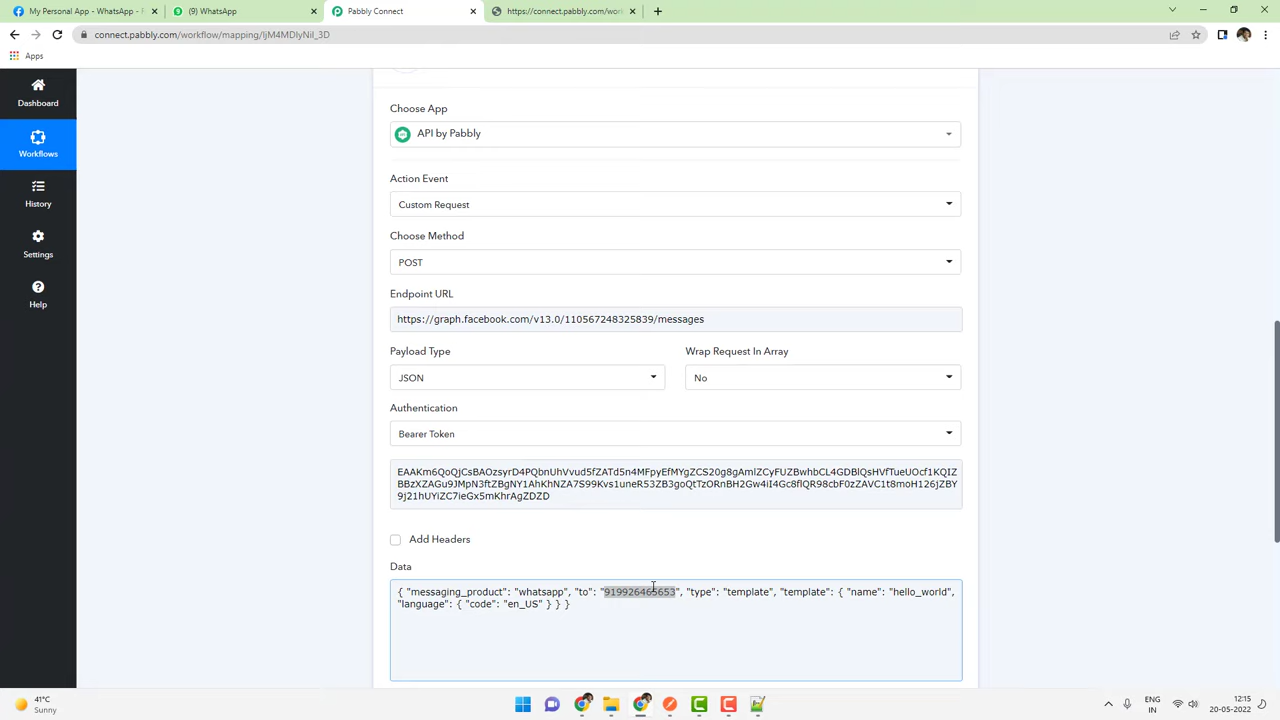 My Personal App - WhatsApp - F
(9) WhatsApp
Pabbly Connect
https://connect.pabbly.com/work
connect.pabbly.com/workflow/mapping/IjM4MDIyNiI_3D
Apps
Dashboard
Workflows
History
Settings
Help
Choose App
API by Pabbly
Action Event
Custom Request
Choose Method
POST
Endpoint URL
https://graph.facebook.com/v13.0/110567248325839/messages
Payload Type
Wrap Request In Array
JSON
No
Authentication
Bearer Token
Add Headers
Data
{ "messaging_product": "whatsapp", "to": "919926465653", "type": "template", "template": { "name": "hello_world",
"language": { "code": "en_US" } } }
41°C
Sunny
ENG
IN
12:15
20-05-2022